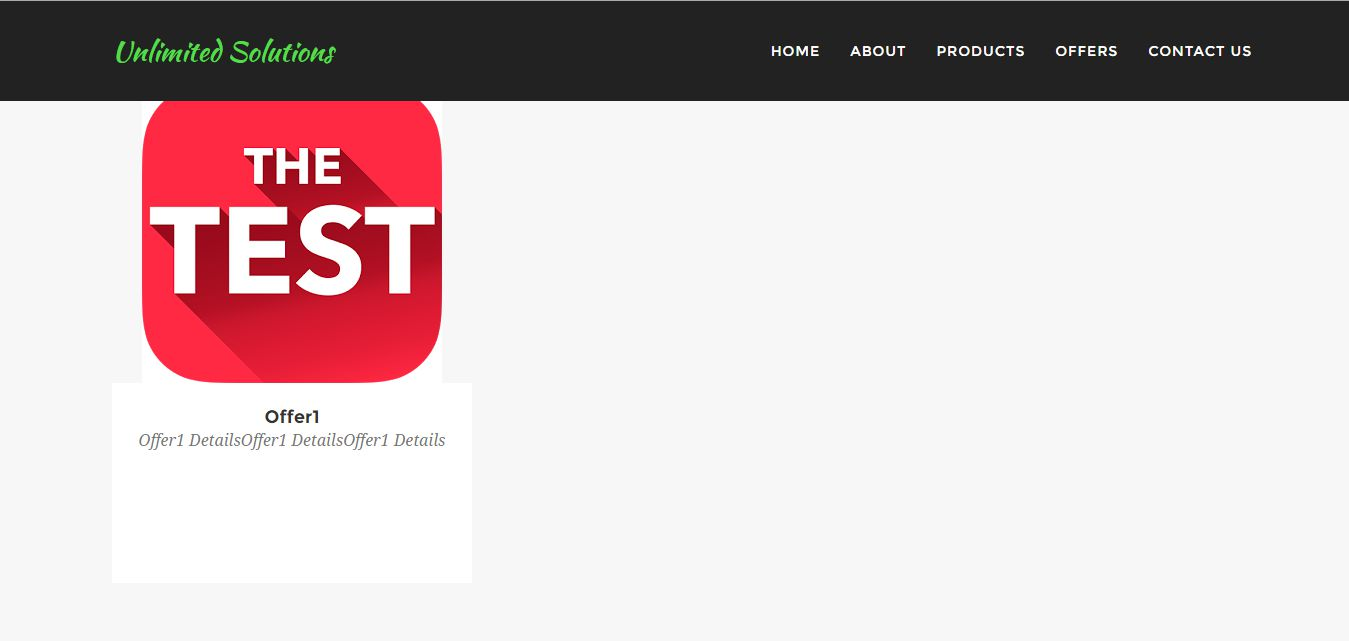 Unlimited Solutions
HOME ABOUT PRODUCTS OFFERS CONTACT US
THE
TEST
Offer1
Offer1 DetailsOffer1 DetailsOffer1 Details